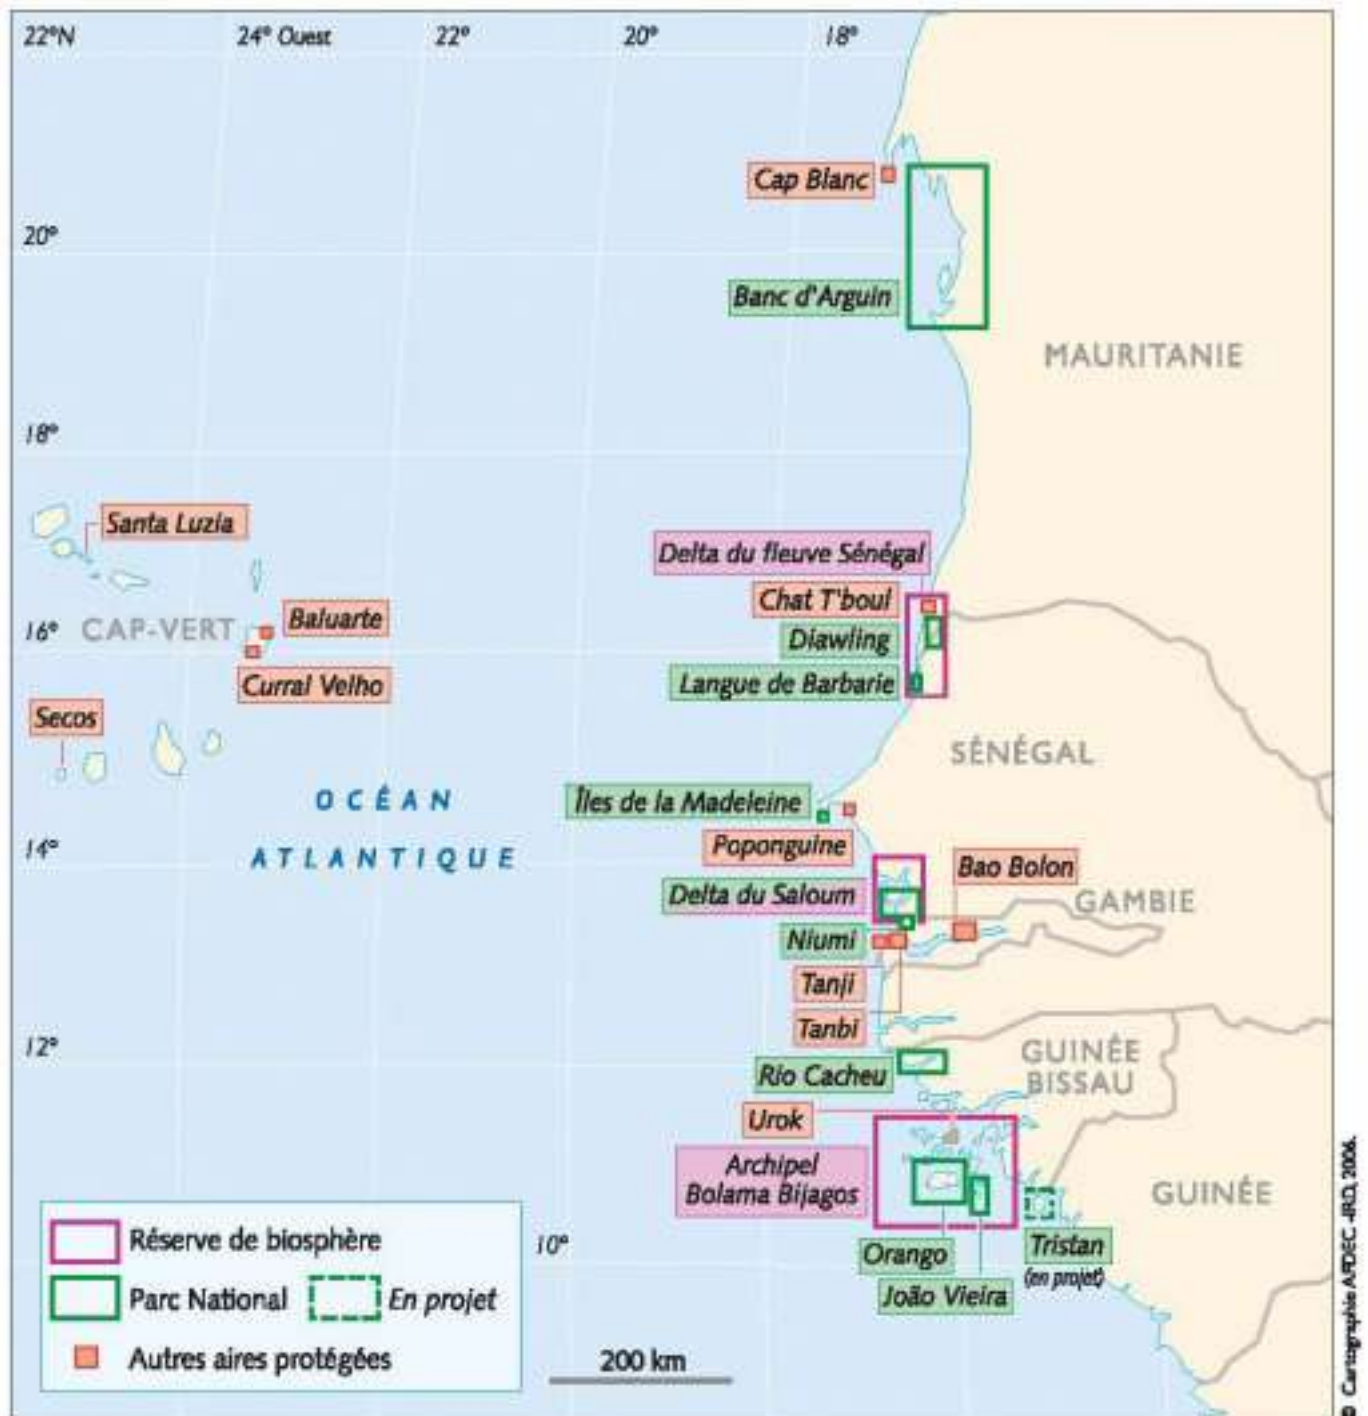 22°N
24° Ouest
22°
20°
18°
Cap Blanc
20°
Banc d'Arguin
MAURITANIE
18°
Santa Luzia
Delta du fleuve Sénégal
Chat T'boul
Baluarte
16°
CAP-VERT
Diawling
Curral Velho
Langue de Barbarie
Secos
SÉNÉGAL
OCÉAN
ATLANTIQUE
Îles de la Madeleine
14°
Poponguine
Bao Bolon
Delta du Saloum
GAMBIE
Niumi
Tanji
Tanbi
12°
GUINÉE
BISSAU
Rio Cacheu
Urok
Archipel
Bolama Bijagos
GUINÉE
10°
Orango
Tristan
(en projet)
João Vieira
Réserve de biosphère
Parc National
En projet
Autres aires protégées
200 km
© Cartographie ARDEC -IRD, 2006.